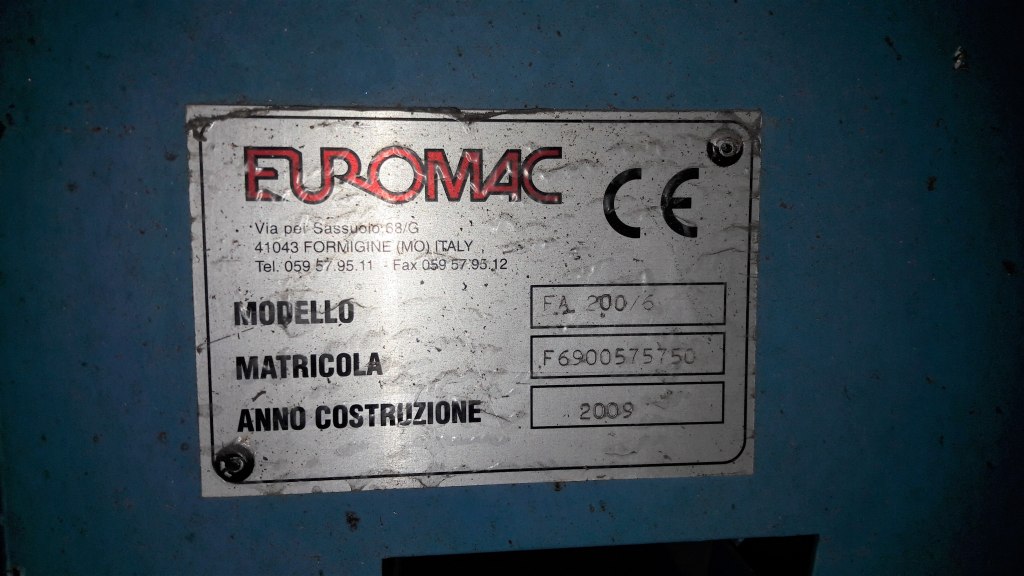 EUROMAC
CE
Via per Sassuolo 68/G
41043 FORMIGINE (MO) ITALY
Tel. 059 57.95.11 - Fax 059 57.95.12
MODELLO FA 200/6
MATRICOLA F6900575750
ANNO COSTRUZIONE 2009